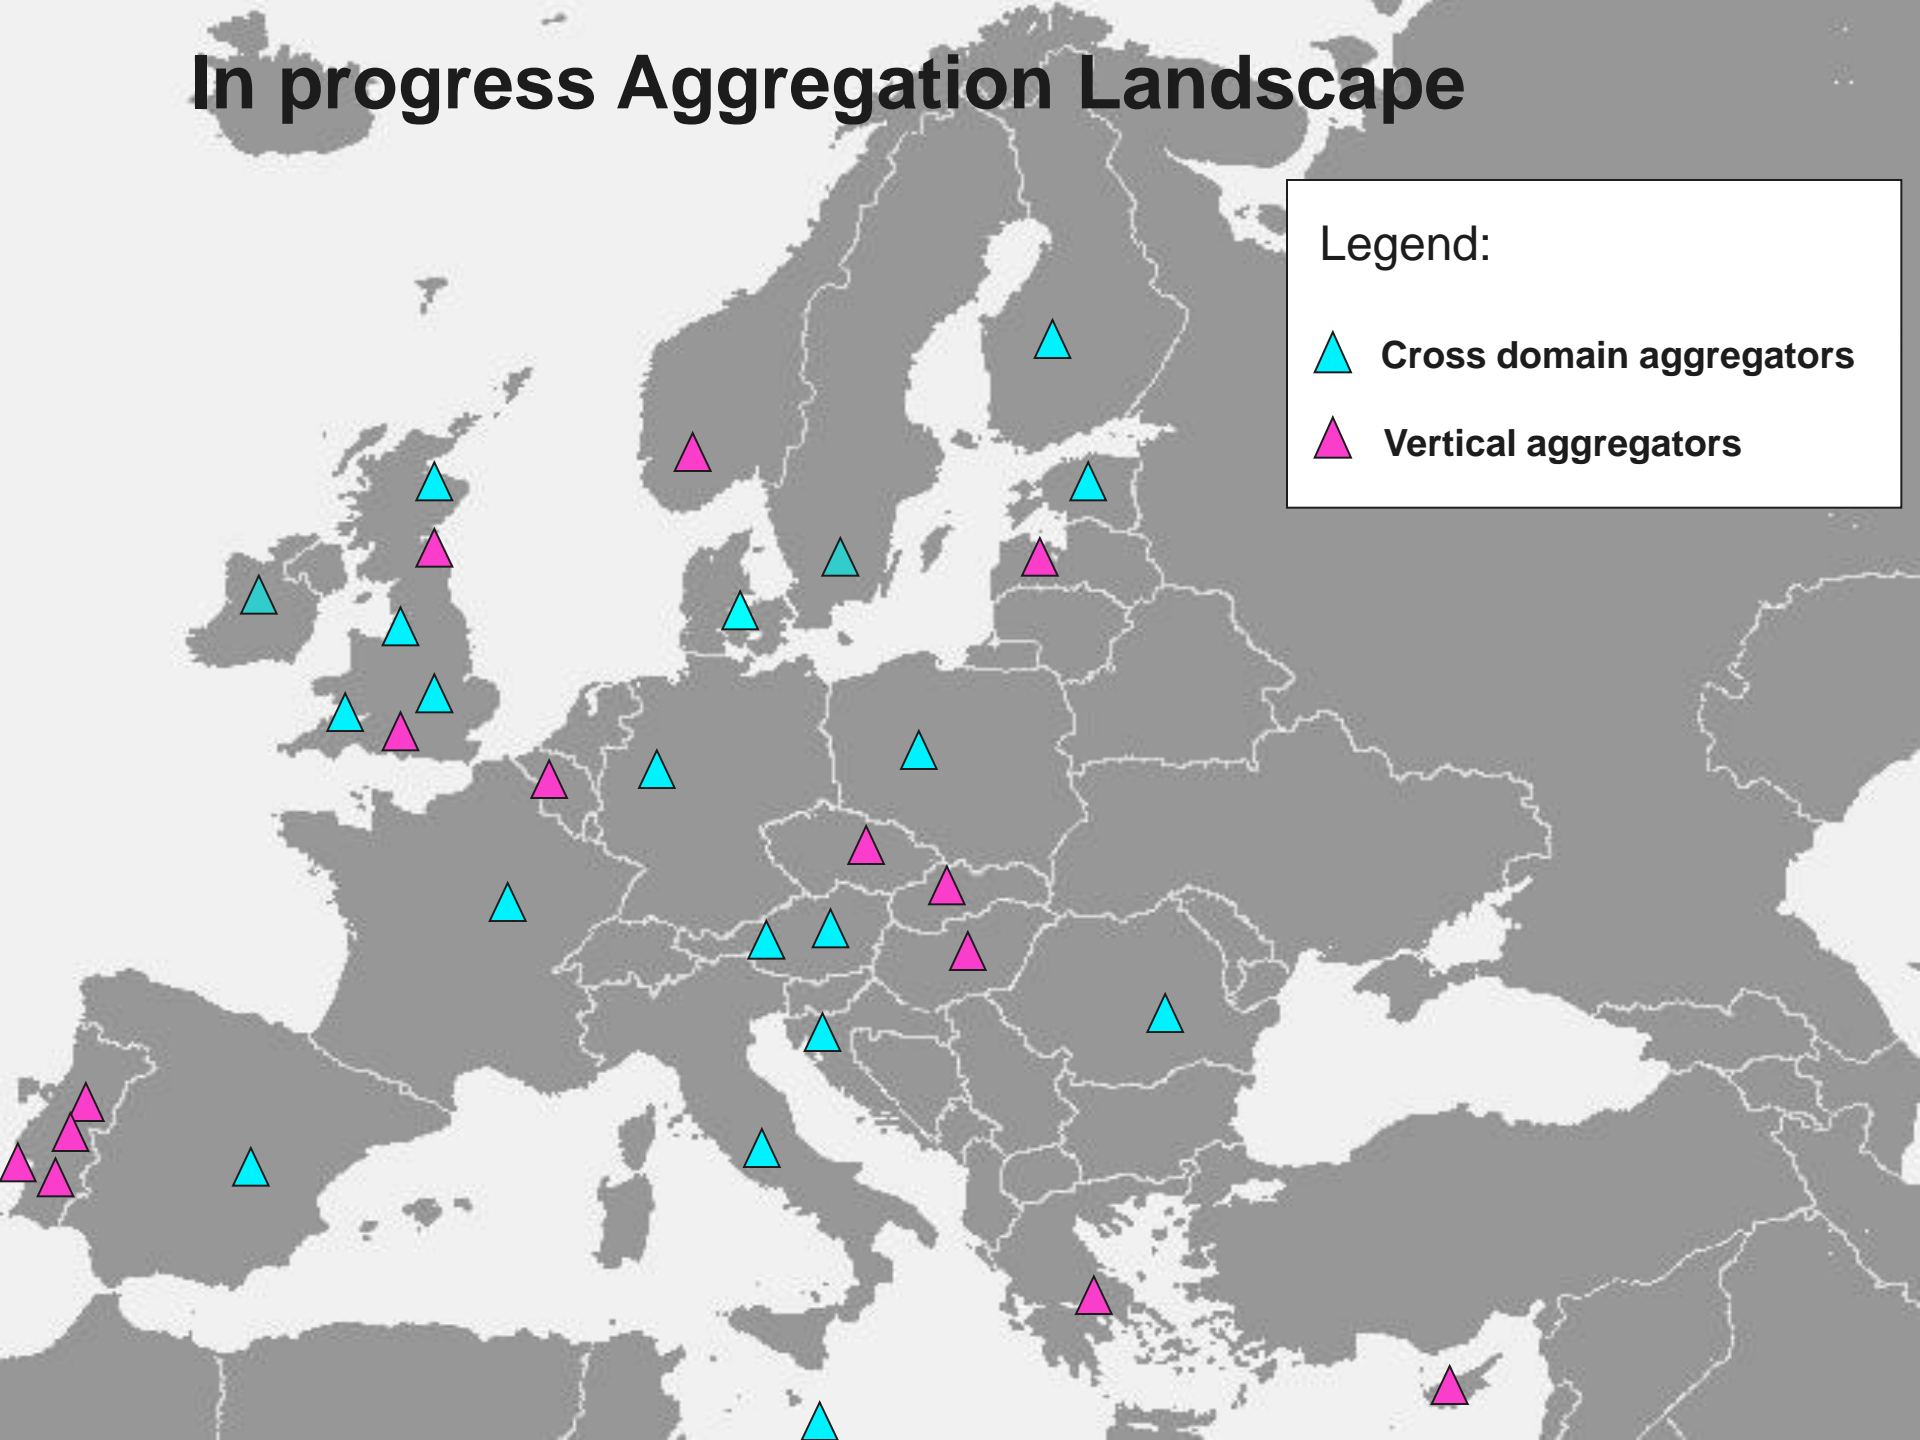 In progress Aggregation Landscape
Legend:
Cross domain aggregators
Vertical aggregators